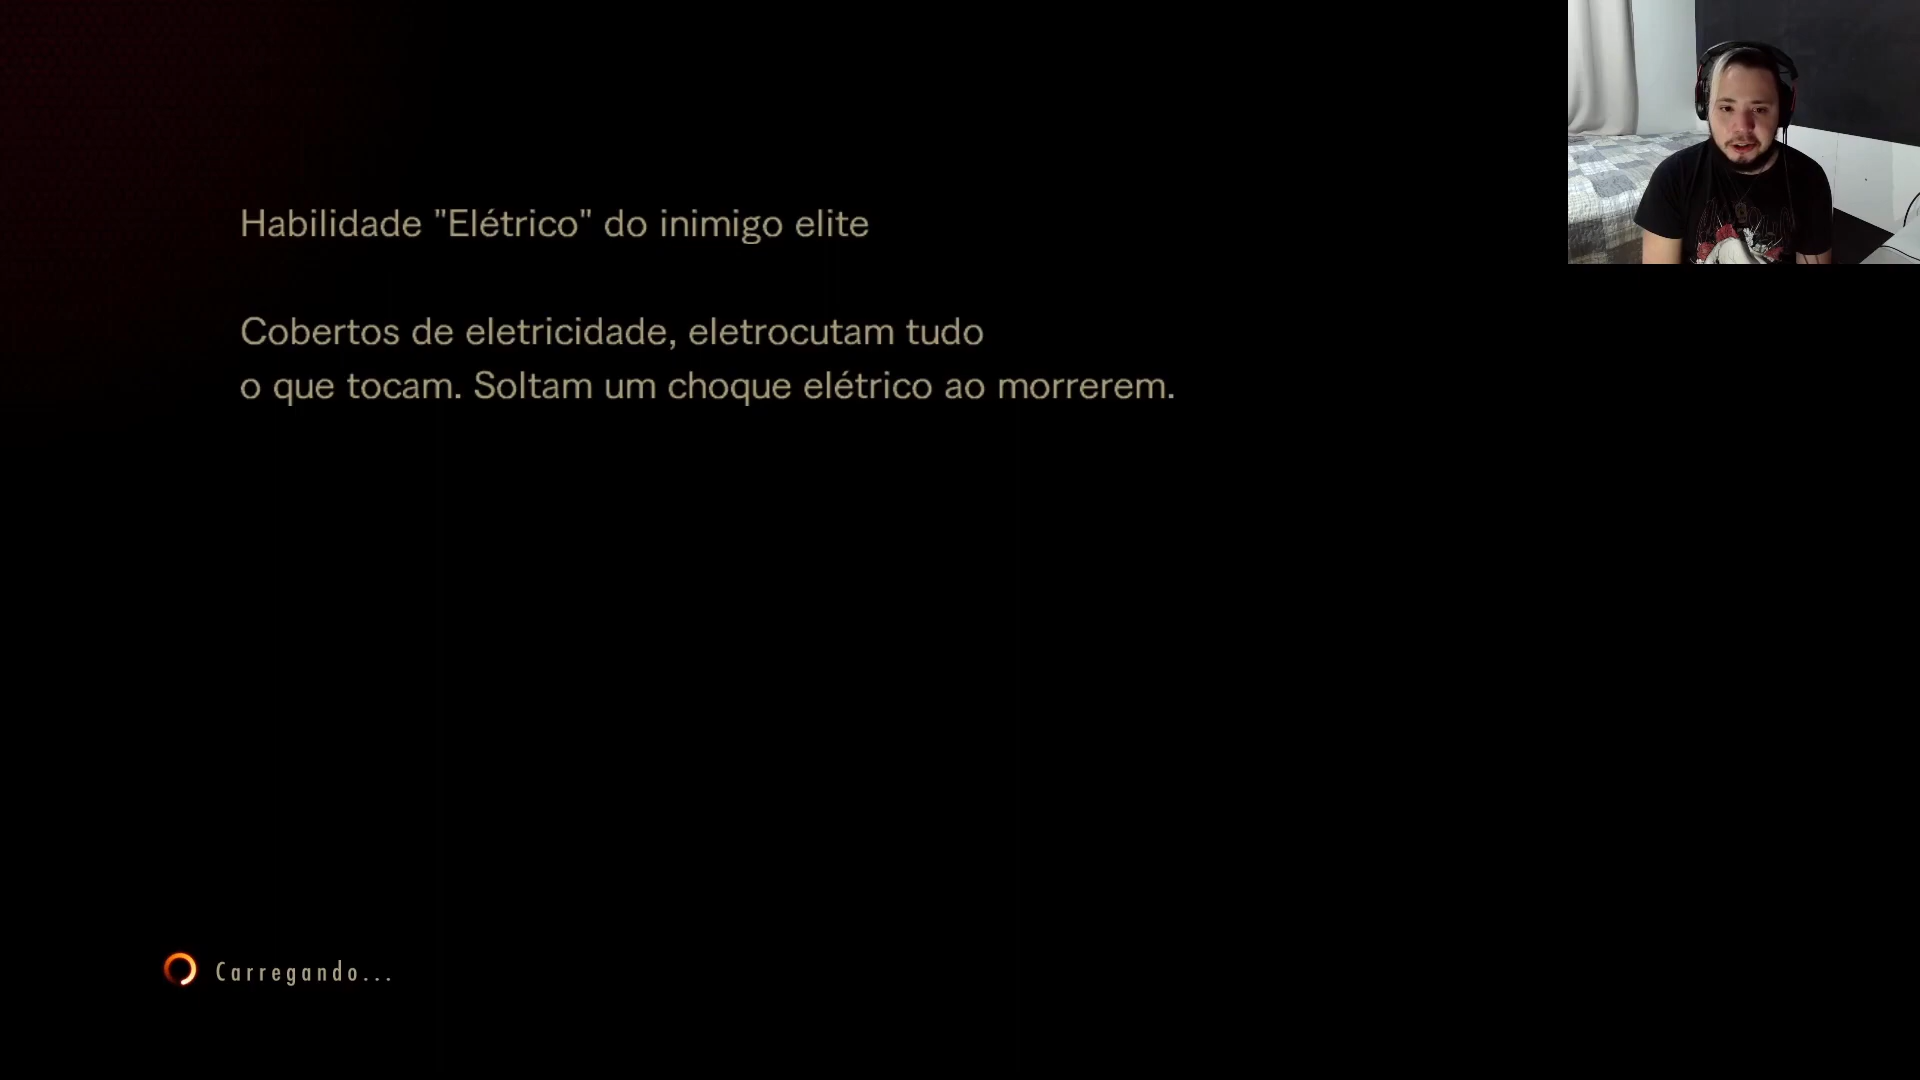 Habilidade "Elétrico" do inimigo elite
Cobertos de eletricidade, eletrocutam tudo
o que tocam. Soltam um choque elétrico ao morrerem.
Carregando...